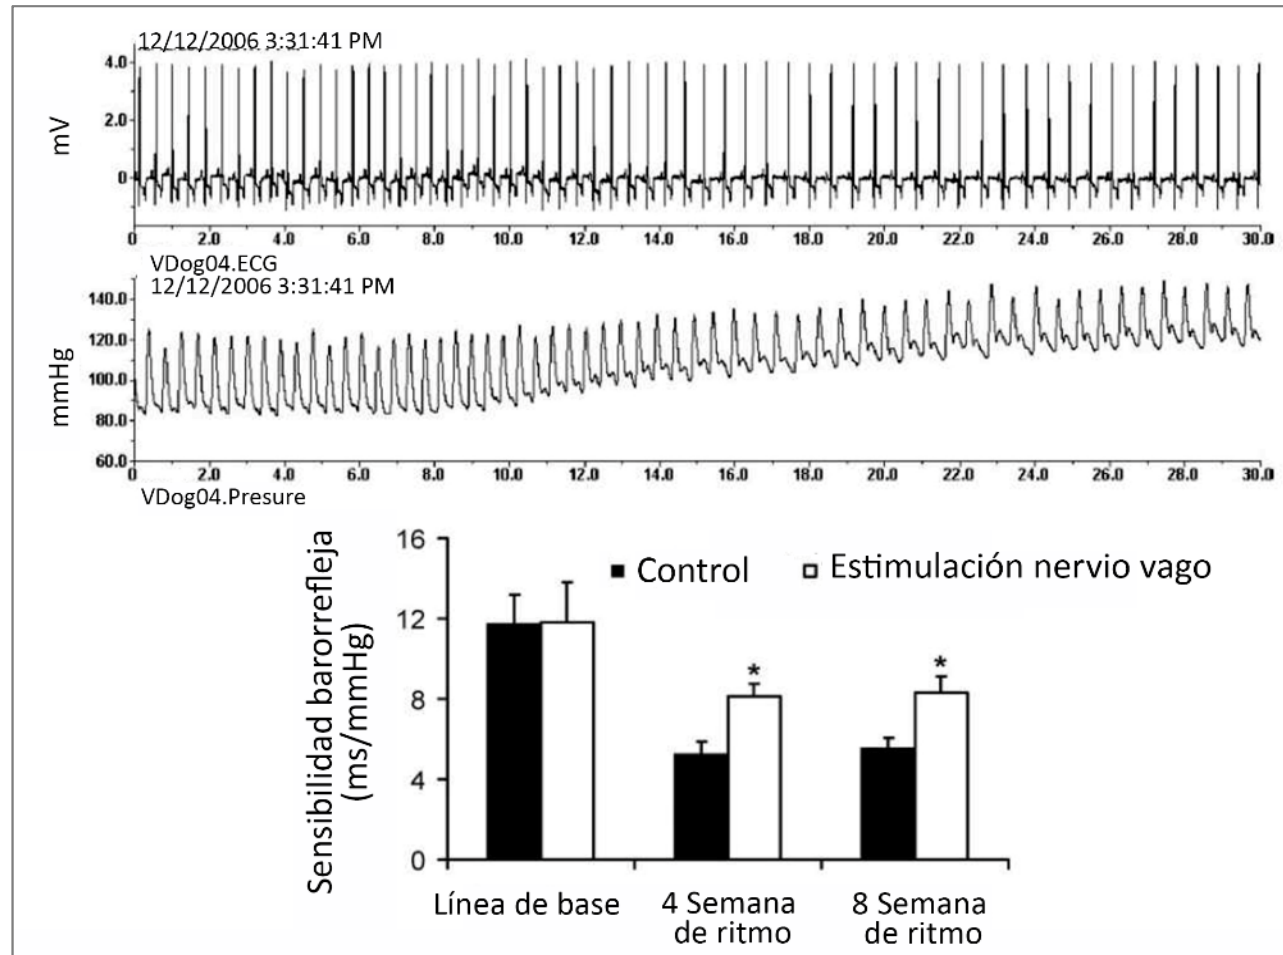 12/12/2006 3:31:41 PM
4.0
2.0
0
mV
0 2.0 4.0 6.0 8.0 10.0 12.0 14.0 16.0 18.0 20.0 22.0 24.0 26.0 28.0 30.0
VDog04.ECG
12/12/2006 3:31:41 PM
140.0
120.0
100.0
80.0
60.0
mmHg
0 2.0 4.0 6.0 8.0 10.0 12.0 14.0 16.0 18.0 20.0 22.0 24.0 26.0 28.0 30.0
VDog04.Presure
Sensibilidad barorrefleja
(ms/mmHg)
16
12
8
4
0
Control
Estimulación nervio vago
*
*
Línea de base
4 Semana
de ritmo
8 Semana
de ritmo